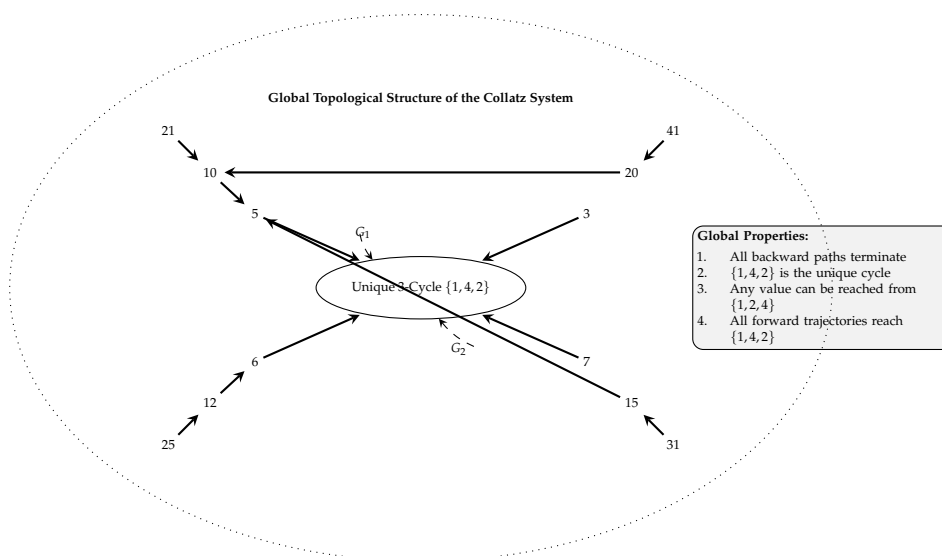 Global Topological Structure of the Collatz System
21
41
10
20
5
3
G1
Global Properties:
1. All backward paths terminate
2. {1, 4, 2} is the unique cycle
3. Any value can be reached from
{1, 2, 4}
4. All forward trajectories reach
{1, 4, 2}
Unique 3-Cycle {1, 4, 2}
G2
6
7
12
15
25
31